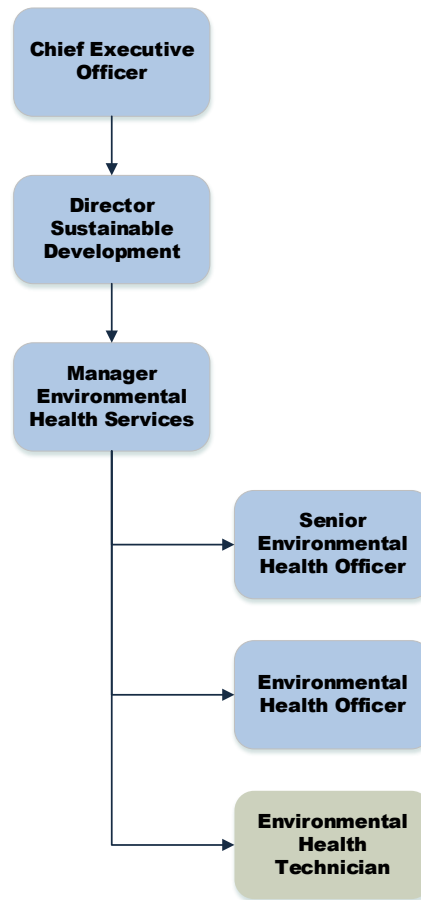 Chief Executive
Officer
Director
Sustainable
Development
Manager
Environmental
Health Services
Senior
Environmental
Health Officer
Environmental
Health Officer
Environmental
Health
Technician